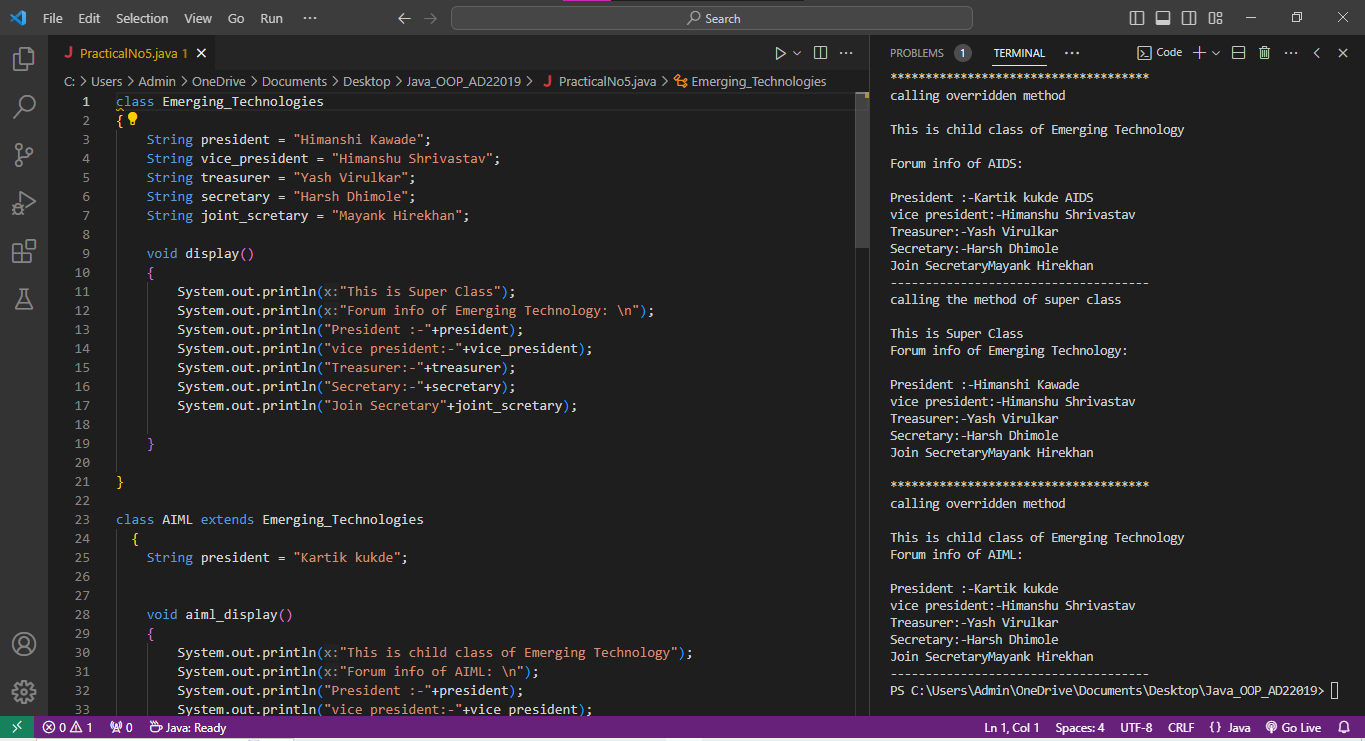 File Edit Selection View Go Run ··· Search
PracticalNo5.java 1
C: > Users > Admin > OneDrive > Documents > Desktop > Java_OOP_AD22019 > J PracticalNo5.java > Emerging_Technologies
1 class Emerging_Technologies
2 {
3 String president = "Himanshi Kawade";
4 String vice_president = "Himanshu Shrivastav";
5 String treasurer = "Yash Virulkar";
6 String secretary = "Harsh Dhimole";
7 String joint_scretary = "Mayank Hirekhan";
8
9 void display()
10 {
11 System.out.println(x:"This is Super Class");
12 System.out.println(x:"Forum info of Emerging Technology: \n");
13 System.out.println("President :-"+president);
14 System.out.println("vice president:-"+vice_president);
15 System.out.println("Treasurer:-"+treasurer);
16 System.out.println("Secretary:-"+secretary);
17 System.out.println("Join Secretary"+joint_scretary);
18
19 }
20
21 }
22
23 class AIML extends Emerging_Technologies
24 {
25 String president = "Kartik kukde";
26
27
28 void aiml_display()
29 {
30 System.out.println(x:"This is child class of Emerging Technology");
31 System.out.println(x:"Forum info of AIML: \n");
32 System.out.println("President :-"+president);
33 System.out.println("vice president:-"+vice president);
PROBLEMS 1 TERMINAL ··· Code
*************************************
calling overridden method
This is child class of Emerging Technology
Forum info of AIDS:
President :-Kartik kukde AIDS
vice president:-Himanshu Shrivastav
Treasurer:-Yash Virulkar
Secretary:-Harsh Dhimole
Join SecretaryMayank Hirekhan
-------------------------------------
calling the method of super class
This is Super Class
Forum info of Emerging Technology:
President :-Himanshi Kawade
vice president:-Himanshu Shrivastav
Treasurer:-Yash Virulkar
Secretary:-Harsh Dhimole
Join SecretaryMayank Hirekhan
*************************************
calling overridden method
This is child class of Emerging Technology
Forum info of AIML:
President :-Kartik kukde
vice president:-Himanshu Shrivastav
Treasurer:-Yash Virulkar
Secretary:-Harsh Dhimole
Join SecretaryMayank Hirekhan
-------------------------------------
PS C:\Users\Admin\OneDrive\Documents\Desktop\Java_OOP_AD22019>
0 1 0 Java: Ready Ln 1, Col 1 Spaces: 4 UTF-8 CRLF {} Java Go Live